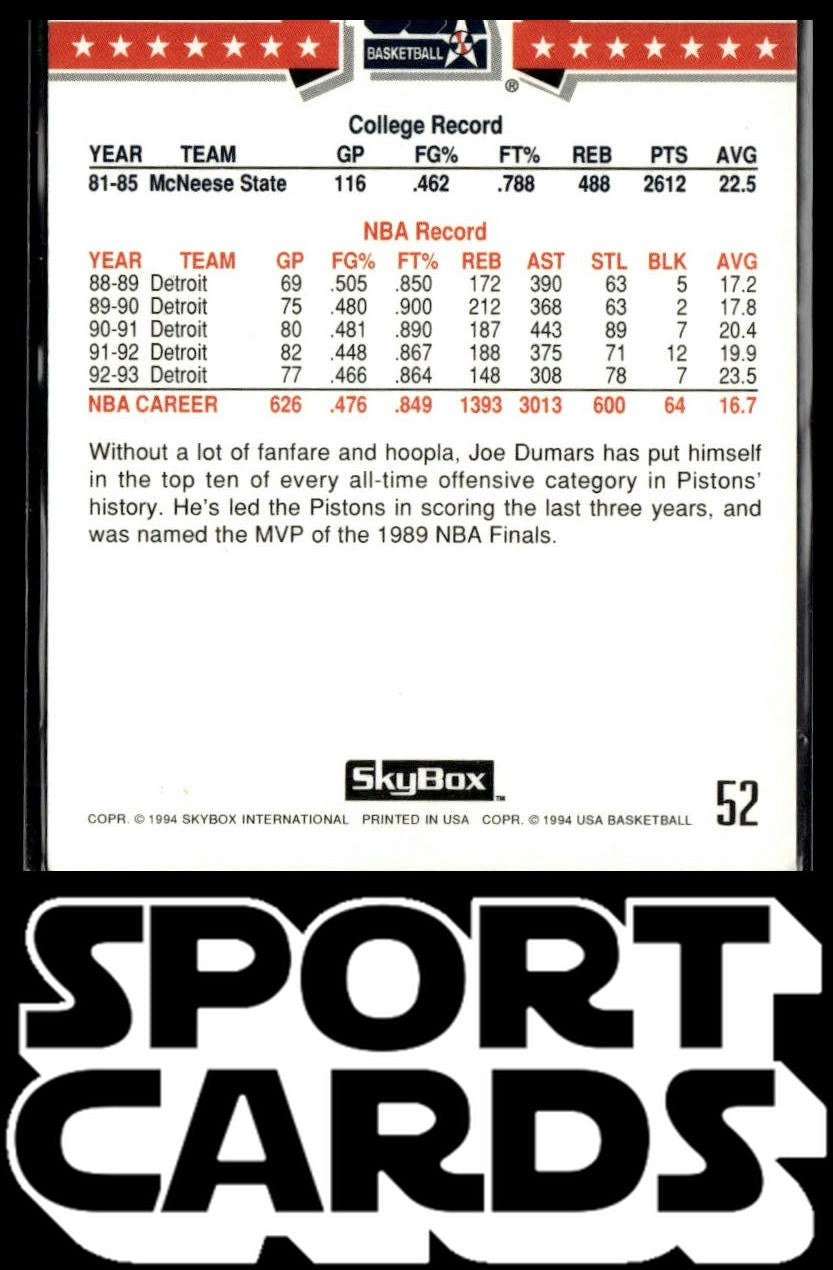 BASKETBALL
®
College Record
YEAR TEAM GP FG% FT% REB PTS AVG
81-85 McNeese State 116 .462 .788 488 2612 22.5
NBA Record
YEAR TEAM GP FG% FT% REB AST STL BLK AVG
88-89 Detroit 69 .505 .850 172 390 63 5 17.2
89-90 Detroit 75 .480 .900 212 368 63 2 17.8
90-91 Detroit 80 .481 .890 187 443 89 7 20.4
91-92 Detroit 82 .448 .867 188 375 71 12 19.9
92-93 Detroit 77 .466 .864 148 308 78 7 23.5
NBA CAREER 626 .476 .849 1393 3013 600 64 16.7
Without a lot of fanfare and hoopla, Joe Dumars has put himself
in the top ten of every all-time offensive category in Pistons'
history. He's led the Pistons in scoring the last three years, and
was named the MVP of the 1989 NBA Finals.
SkyBox ™
52
COPR. © 1994 SKYBOX INTERNATIONAL PRINTED IN USA COPR. © 1994 USA BASKETBALL
SPORT
CARDS